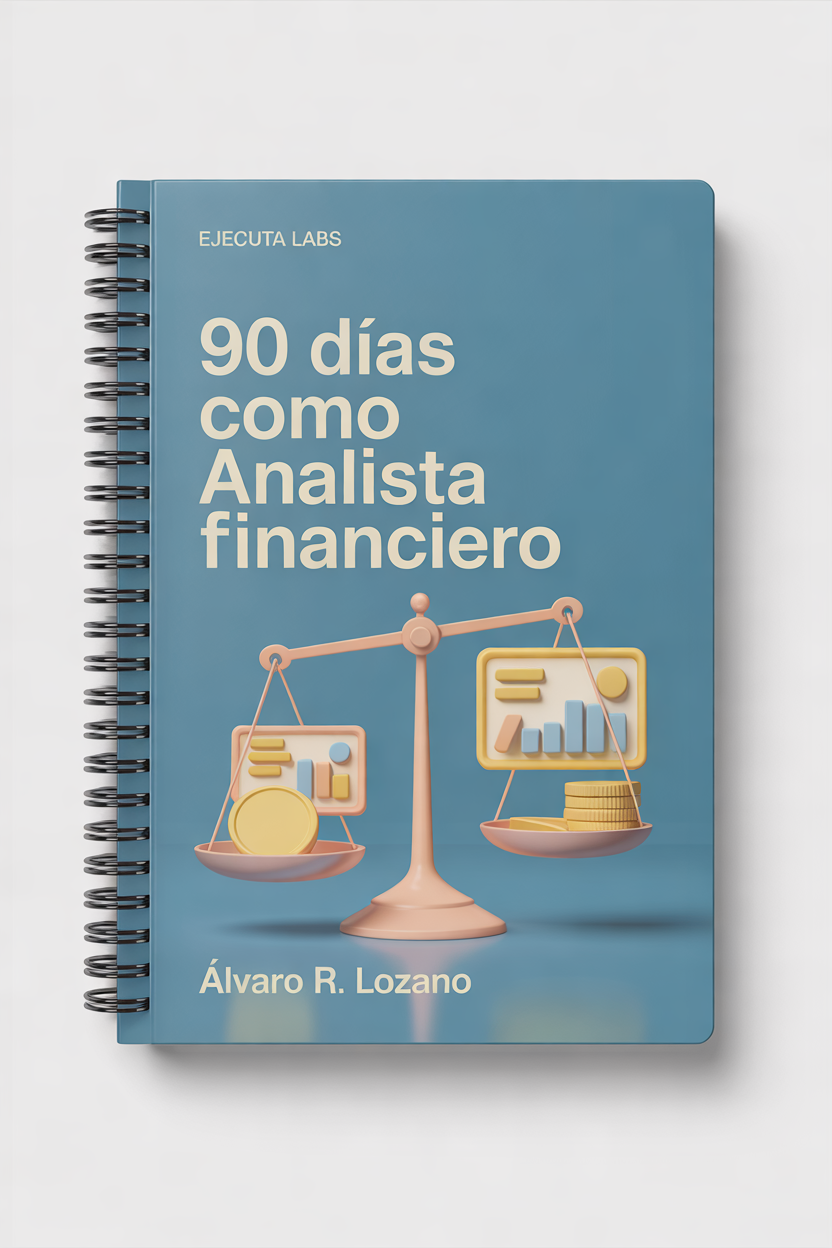 EJECUTA LABS
90 días
como
Analista
financiero
Álvaro R. Lozano